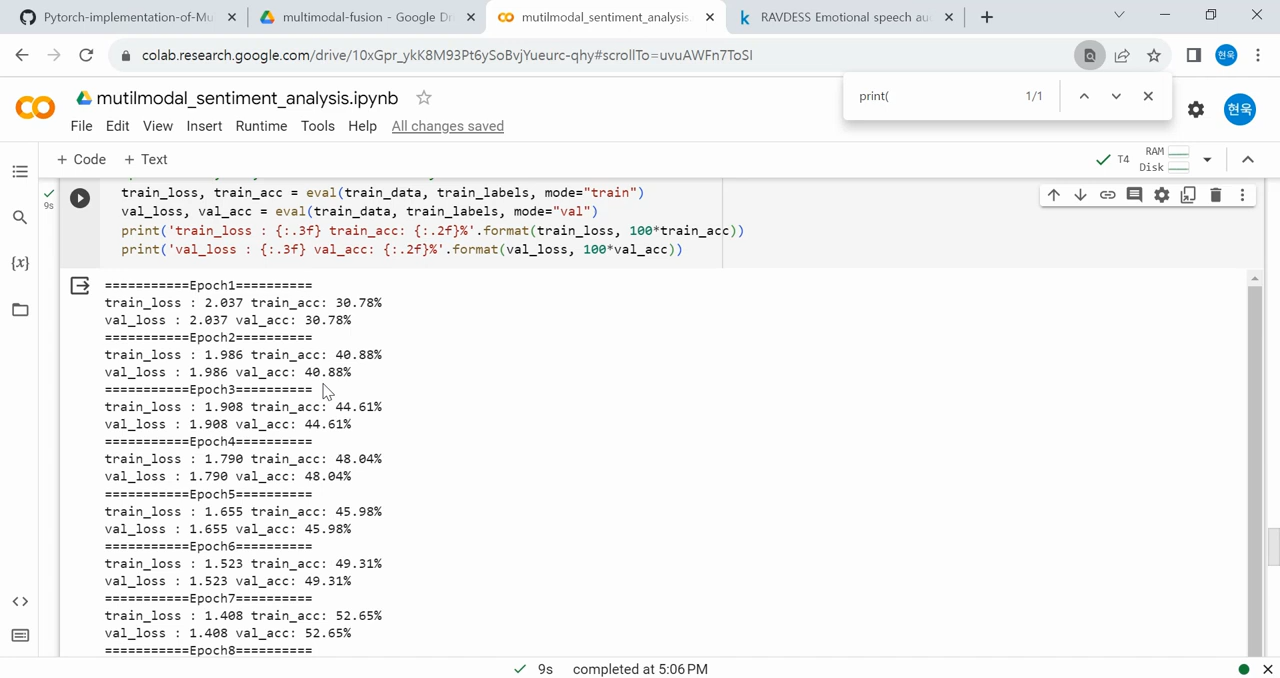 Pytorch-implementation-of-Mu
multimodal-fusion - Google Dr
mutilmodal_sentiment_analysis.
RAVDESS Emotional speech au
colab.research.google.com/drive/10xGpr_ykK8M93Pt6ySoBvjYueurc-qhy#scrollTo=uvuAWFn7ToSI
현욱
print(
1/1
mutilmodal_sentiment_analysis.ipynb
현욱
File Edit View Insert Runtime Tools Help All changes saved
+ Code + Text
T4 RAM
Disk
9s
train_loss, train_acc = eval(train_data, train_labels, mode="train")
val_loss, val_acc = eval(train_data, train_labels, mode="val")
print('train_loss : {:.3f} train_acc: {:.2f}%'.format(train_loss, 100*train_acc))
print('val_loss : {:.3f} val_acc: {:.2f}%'.format(val_loss, 100*val_acc))
===========Epoch1==========
train_loss : 2.037 train_acc: 30.78%
val_loss : 2.037 val_acc: 30.78%
===========Epoch2==========
train_loss : 1.986 train_acc: 40.88%
val_loss : 1.986 val_acc: 40.88%
===========Epoch3==========
train_loss : 1.908 train_acc: 44.61%
val_loss : 1.908 val_acc: 44.61%
===========Epoch4==========
train_loss : 1.790 train_acc: 48.04%
val_loss : 1.790 val_acc: 48.04%
===========Epoch5==========
train_loss : 1.655 train_acc: 45.98%
val_loss : 1.655 val_acc: 45.98%
===========Epoch6==========
train_loss : 1.523 train_acc: 49.31%
val_loss : 1.523 val_acc: 49.31%
===========Epoch7==========
train_loss : 1.408 train_acc: 52.65%
val_loss : 1.408 val_acc: 52.65%
===========Epoch8==========
9s completed at 5:06 PM